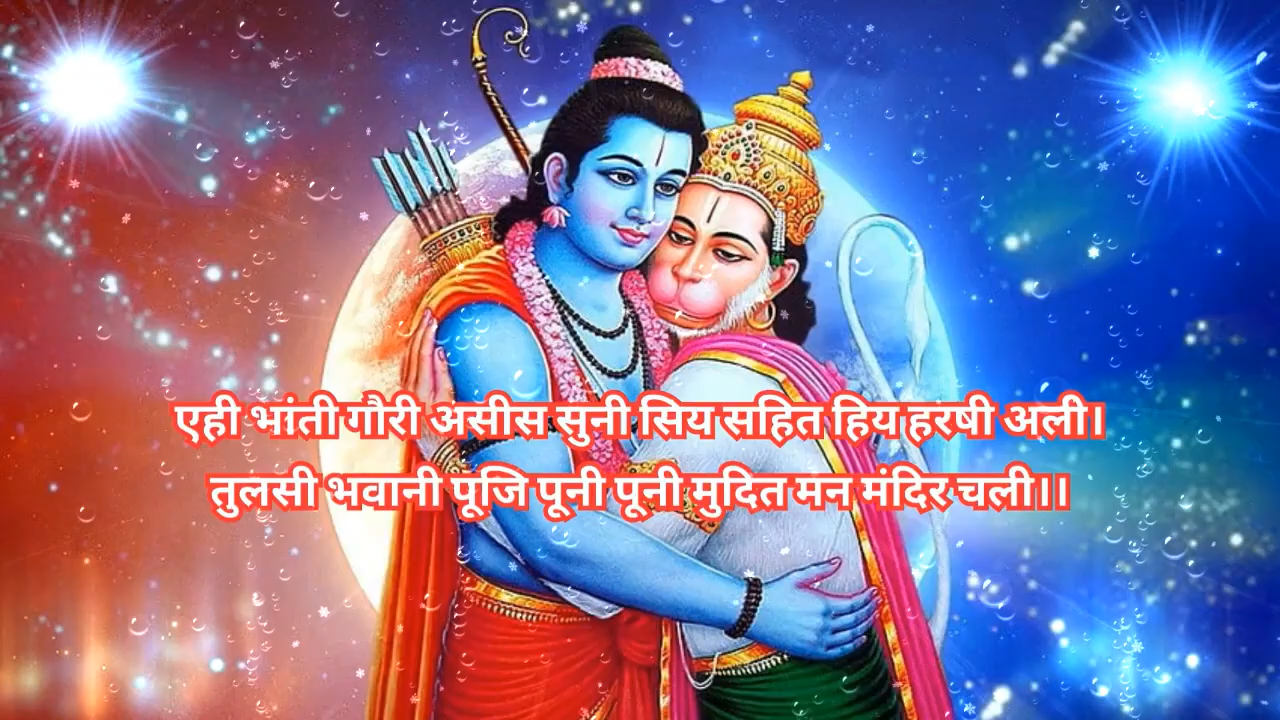 एही भांती गौरी असीस सुनी सिय सहित हिय हरषी अली।
तुलसी भवानी पूजि पूनी पूनी मुदित मन मंदिर चली।।